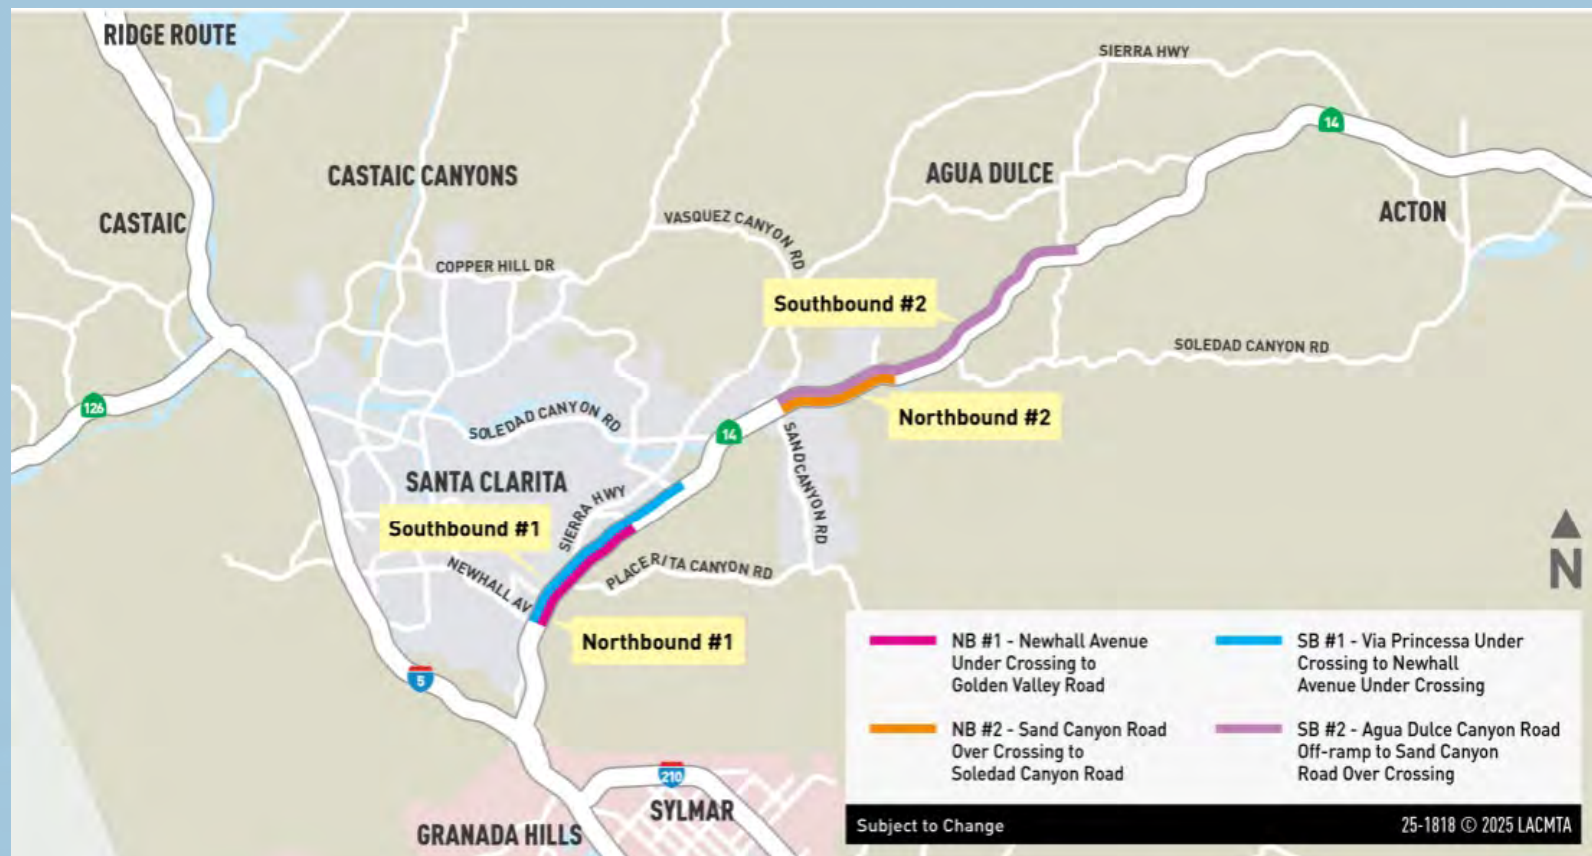 RIDGE ROUTE
SIERRA HWY
14
CASTAIC CANYONS
AGUA DULCE
CASTAIC
VASQUEZ CANYON RD
ACTON
COPPER HILL DR
Southbound #2
SOLEDAD CANYON RD
126
Northbound #2
SOLEDAD CANYON RD
14
SAND CANYON RD
SANTA CLARITA
SIERRA HWY
Southbound #1
NEWHALL AV
PLACERITA CANYON RD
N
Northbound #1
5
210
SYLMAR
GRANADA HILLS
NB #1 - Newhall Avenue
Under Crossing to
Golden Valley Road
SB #1 - Via Princessa Under
Crossing to Newhall
Avenue Under Crossing
NB #2 - Sand Canyon Road
Over Crossing to
Soledad Canyon Road
SB #2 - Agua Dulce Canyon Road
Off-ramp to Sand Canyon
Road Over Crossing
Subject to Change
25-1818 © 2025 LACMTA